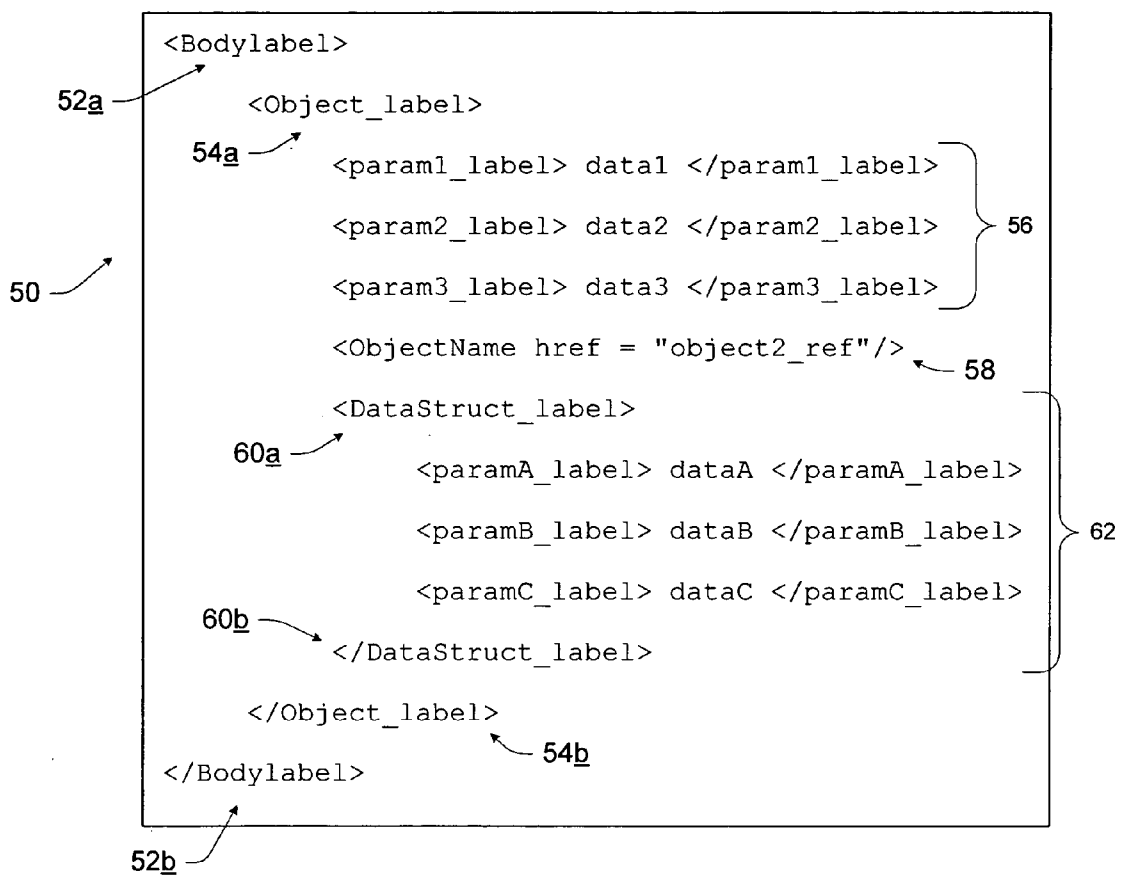 <Bodylabel>
52a
<Object_label>
54a
<param1_label> data1 </param1_label>
<param2_label> data2 </param2_label>
56
50
<param3_label> data3 </param3_label>
<ObjectName href = "object2_ref"/>
58
<DataStruct_label>
60a
<paramA_label> dataA </paramA_label>
<paramB_label> dataB </paramB_label>
62
<paramC_label> dataC </paramC_label>
60b
</DataStruct_label>
</Object_label>
54b
</Bodylabel>
52b